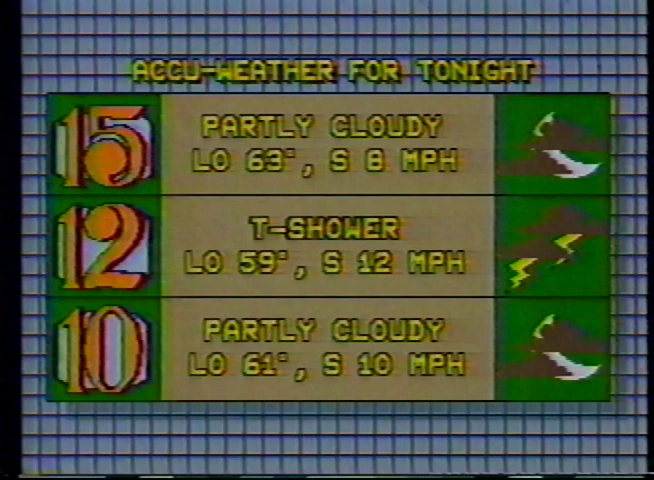 ACCU-WEATHER FOR TONIGHT
15
PARTLY CLOUDY
LO 63°, S 8 MPH
12
T-SHOWER
LO 59°, S 12 MPH
10
PARTLY CLOUDY
LO 61°, S 10 MPH